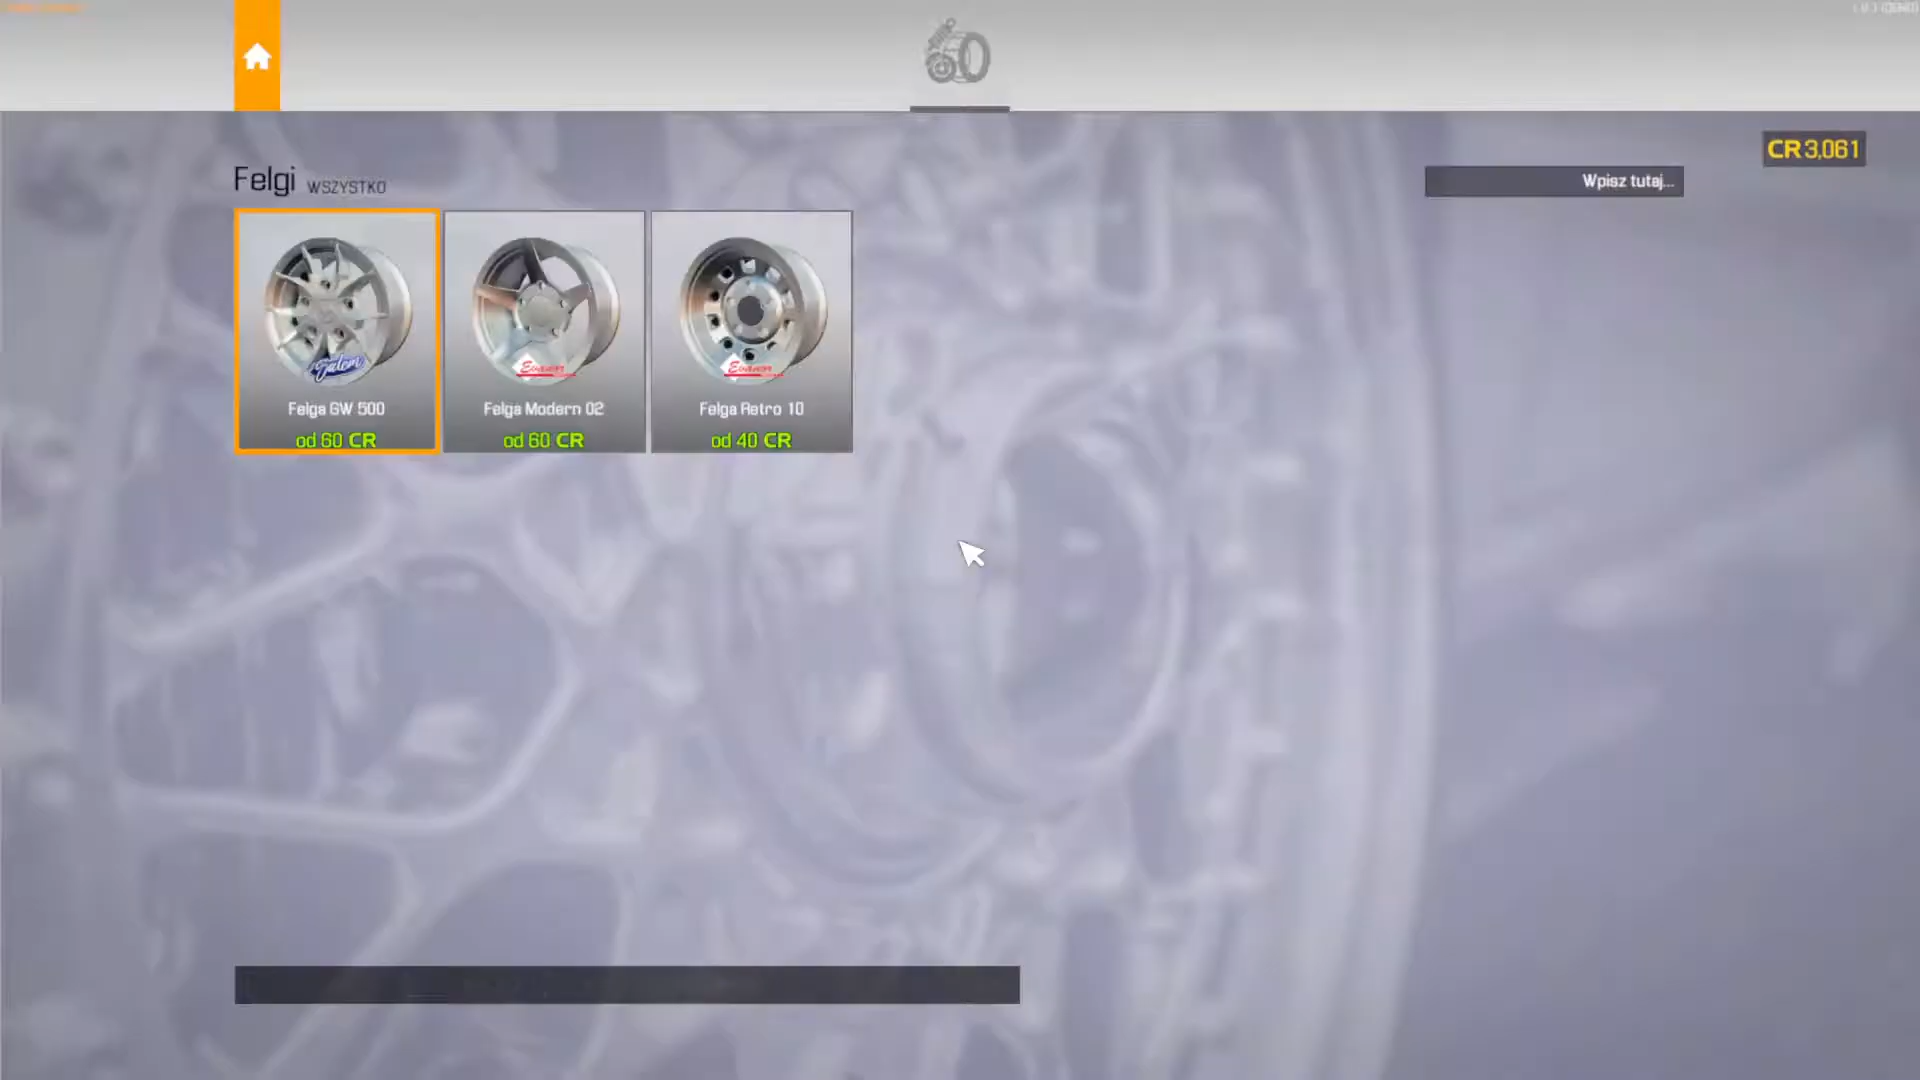 CR 3,061
Felgi WSZYSTKO
Wpisz tutaj...
Felga GW 500
od 60 CR
Felga Modern 02
od 60 CR
Felga Retro 10
od 40 CR